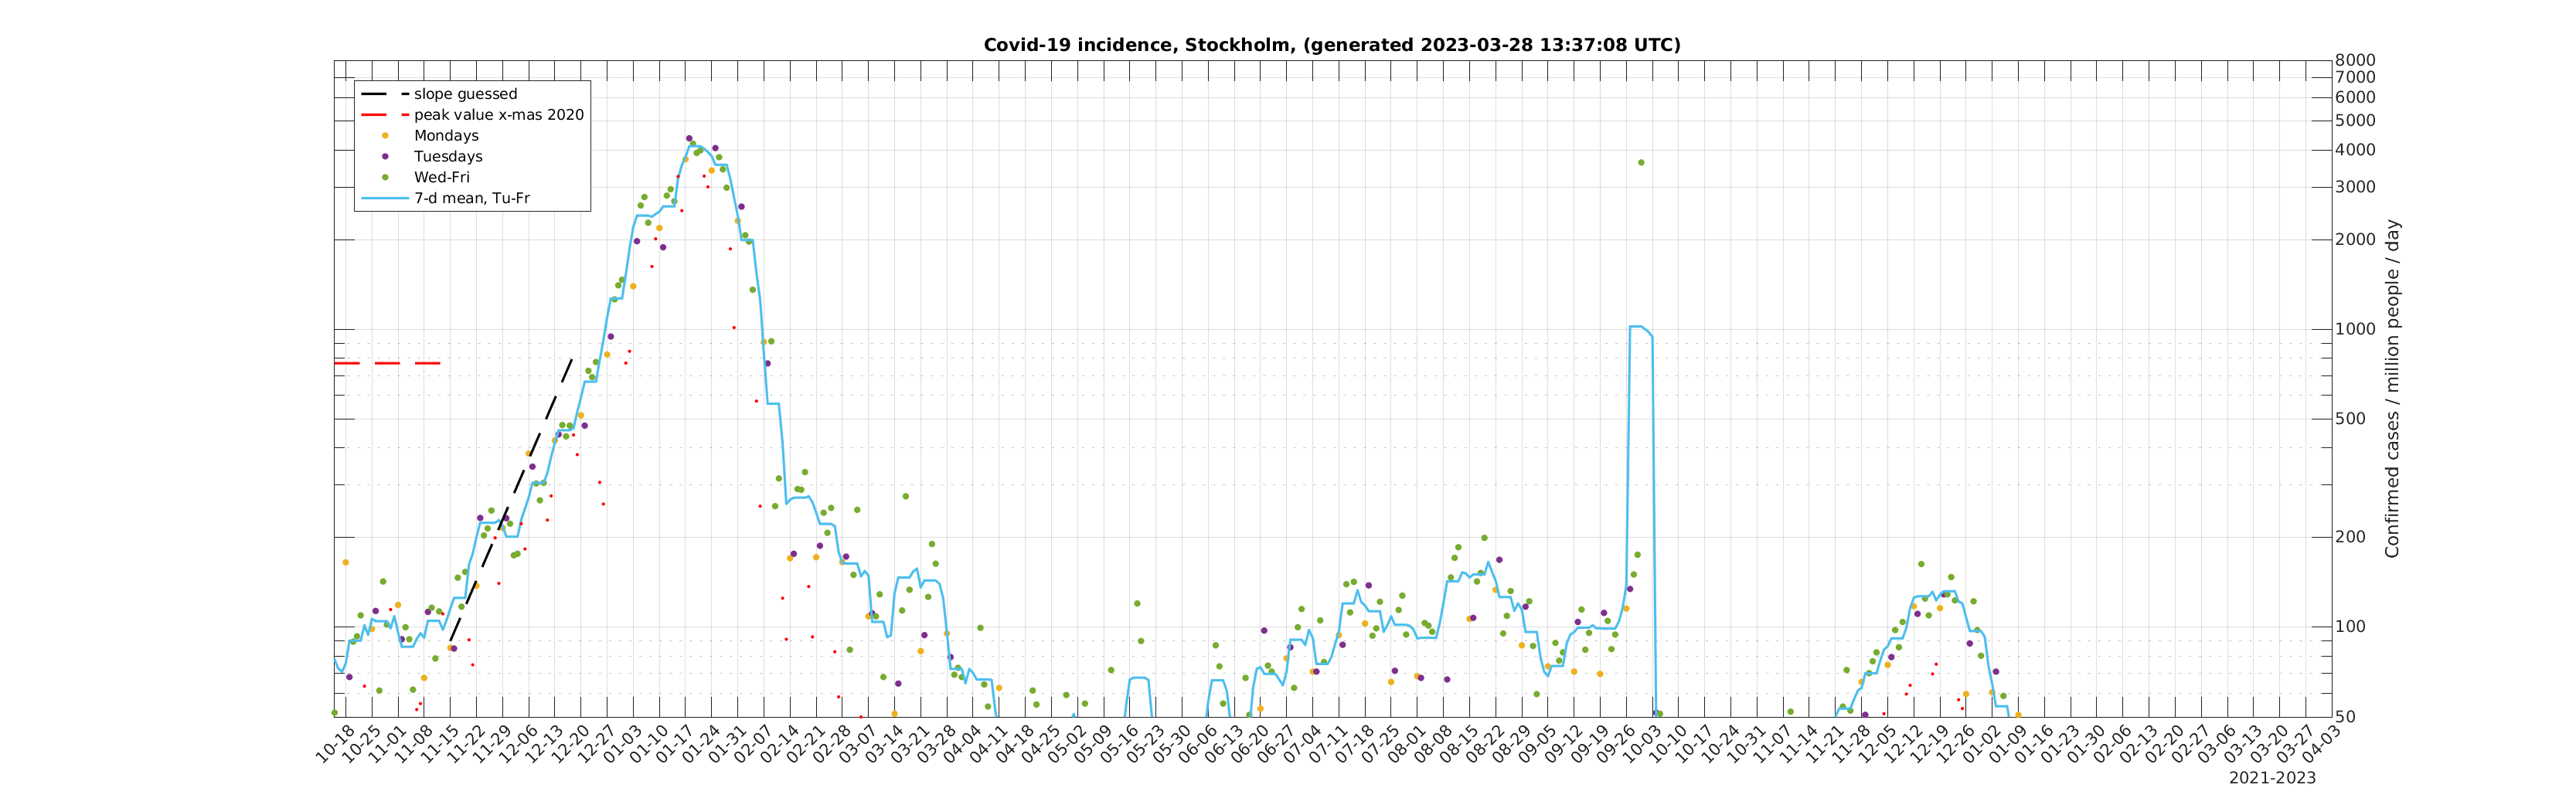 Covid-19 incidence, Stockholm, (generated 2023-03-28 13:37:08 UTC)
slope guessed
peak value x-mas 2020
Mondays
Tuesdays
Wed-Fri
7-d mean, Tu-Fr
8000
7000
6000
5000
4000
3000
2000
1000
500
200
100
50
Confirmed cases / million people / day
10-18 10-25 11-01 11-08 11-15 11-22 11-29 12-06 12-13 12-20 12-27 01-03 01-10 01-17 01-24 01-31 02-07 02-14 02-21 02-28 03-07 03-14 03-21 03-28 04-04 04-11 04-18 04-25 05-02 05-09 05-16 05-23 05-30 06-06 06-13 06-20 06-27 07-04 07-11 07-18 07-25 08-01 08-08 08-15 08-22 08-29 09-05 09-12 09-19 09-26 10-03 10-10 10-17 10-24 10-31 11-07 11-14 11-21 11-28 12-05 12-12 12-19 12-26 01-02 01-09 01-16 01-23 01-30 02-06 02-13 02-20 02-27 03-06 03-13 03-20 03-27 04-03
2021-2023